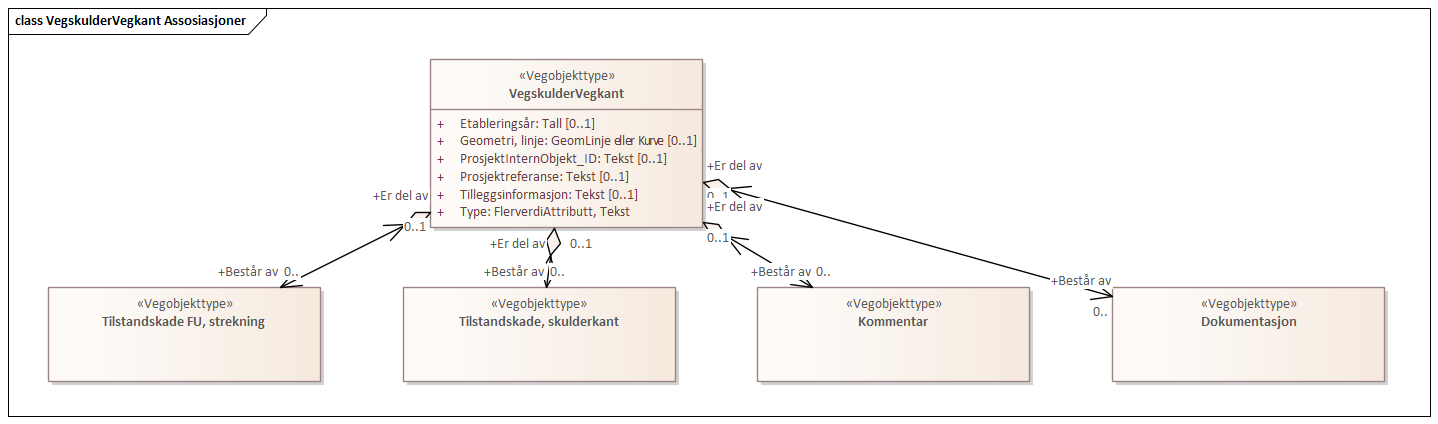 class VegskulderVegkant Assosiasjoner
«Vegobjekttype»
VegskulderVegkant
+ Etableringsår: Tall [0..1]
+ Geometri, linje: GeomLinje eller Kurve [0..1]
+ ProsjektInternObjekt_ID: Tekst [0..1]
+ Prosjektreferanse: Tekst [0..1]
+ Tilleggsinformasjon: Tekst [0..1]
+ Type: FlerverdiAttributt, Tekst
+Er del av
0..1
+Er del av
0..1
+Er del av
0..1
+Er del av
0..1
+Består av 0..
+Består av 0..
+Består av 0..
+Består av
0..
«Vegobjekttype»
Tilstandskade FU, strekning
«Vegobjekttype»
Tilstandskade, skulderkant
«Vegobjekttype»
Kommentar
«Vegobjekttype»
Dokumentasjon